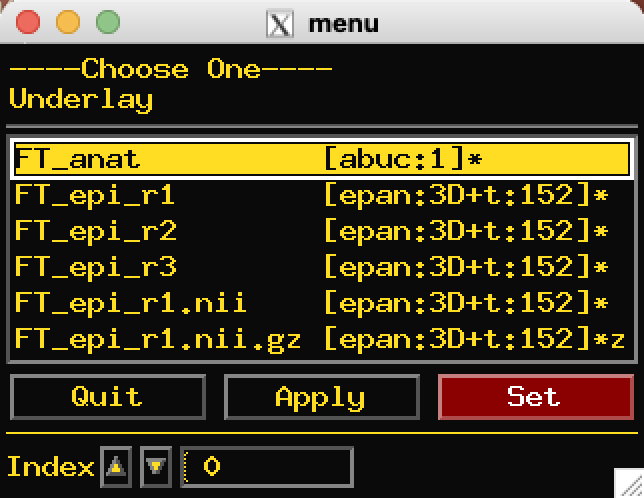 menu
----Choose One----
Underlay
FT_anat [abuc:1]*
FT_epi_r1 [epan:3D+t:152]*
FT_epi_r2 [epan:3D+t:152]*
FT_epi_r3 [epan:3D+t:152]*
FT_epi_r1.nii [epan:3D+t:152]*
FT_epi_r1.nii.gz [epan:3D+t:152]*z
Quit Apply Set
Index 0